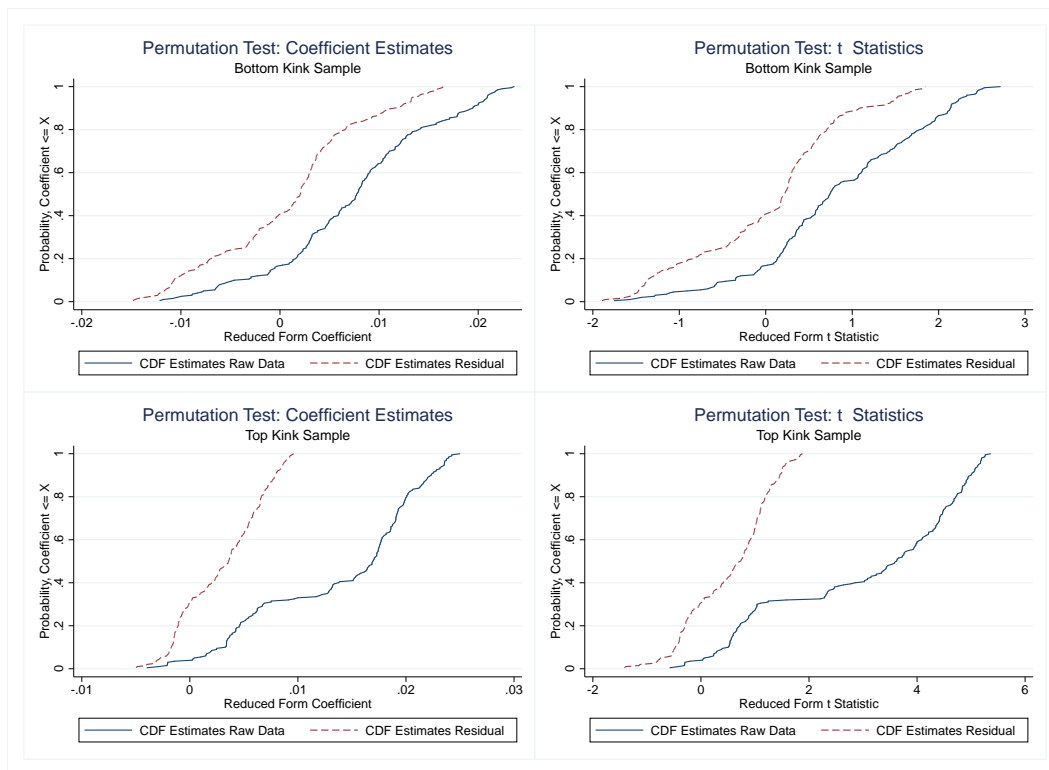 Permutation Test: Coefficient Estimates
Bottom Kink Sample
Probability, Coefficient <= X
0 .2 .4 .6 .8 1
-.02 -.01 0 .01 .02
Reduced Form Coefficient
CDF Estimates Raw Data CDF Estimates Residual
Permutation Test: t Statistics
Bottom Kink Sample
Probability, Coefficient <= X
0 .2 .4 .6 .8 1
-2 -1 0 1 2 3
Reduced Form t Statistic
CDF Estimates Raw Data CDF Estimates Residual
Permutation Test: Coefficient Estimates
Top Kink Sample
Probability, Coefficient <= X
0 .2 .4 .6 .8 1
-.01 0 .01 .02 .03
Reduced Form Coefficient
CDF Estimates Raw Data CDF Estimates Residual
Permutation Test: t Statistics
Top Kink Sample
Probability, Coefficient <= X
0 .2 .4 .6 .8 1
-2 0 2 4 6
Reduced Form t Statistic
CDF Estimates Raw Data CDF Estimates Residual